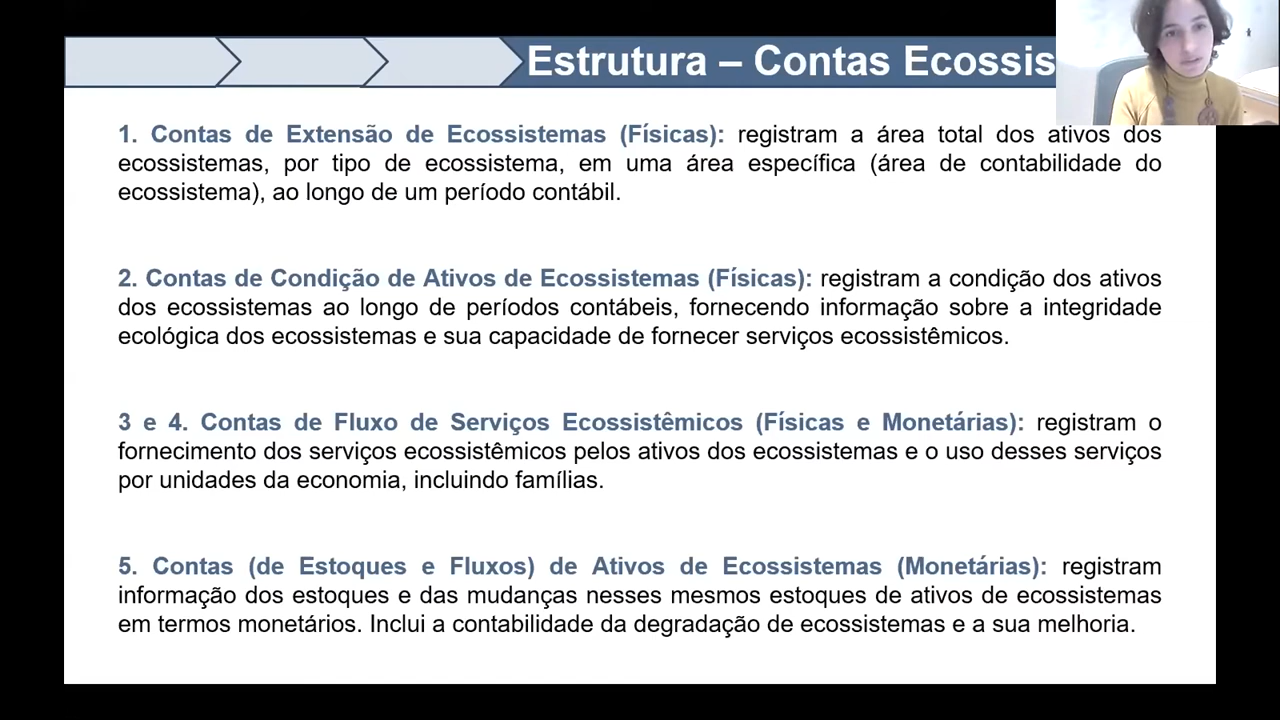 Estrutura – Contas Ecossis
1. Contas de Extensão de Ecossistemas (Físicas): registram a área total dos ativos dos
ecossistemas, por tipo de ecossistema, em uma área específica (área de contabilidade do
ecossistema), ao longo de um período contábil.
2. Contas de Condição de Ativos de Ecossistemas (Físicas): registram a condição dos ativos
dos ecossistemas ao longo de períodos contábeis, fornecendo informação sobre a integridade
ecológica dos ecossistemas e sua capacidade de fornecer serviços ecossistêmicos.
3 e 4. Contas de Fluxo de Serviços Ecossistêmicos (Físicas e Monetárias): registram o
fornecimento dos serviços ecossistêmicos pelos ativos dos ecossistemas e o uso desses serviços
por unidades da economia, incluindo famílias.
5. Contas (de Estoques e Fluxos) de Ativos de Ecossistemas (Monetárias): registram
informação dos estoques e das mudanças nesses mesmos estoques de ativos de ecossistemas
em termos monetários. Inclui a contabilidade da degradação de ecossistemas e a sua melhoria.